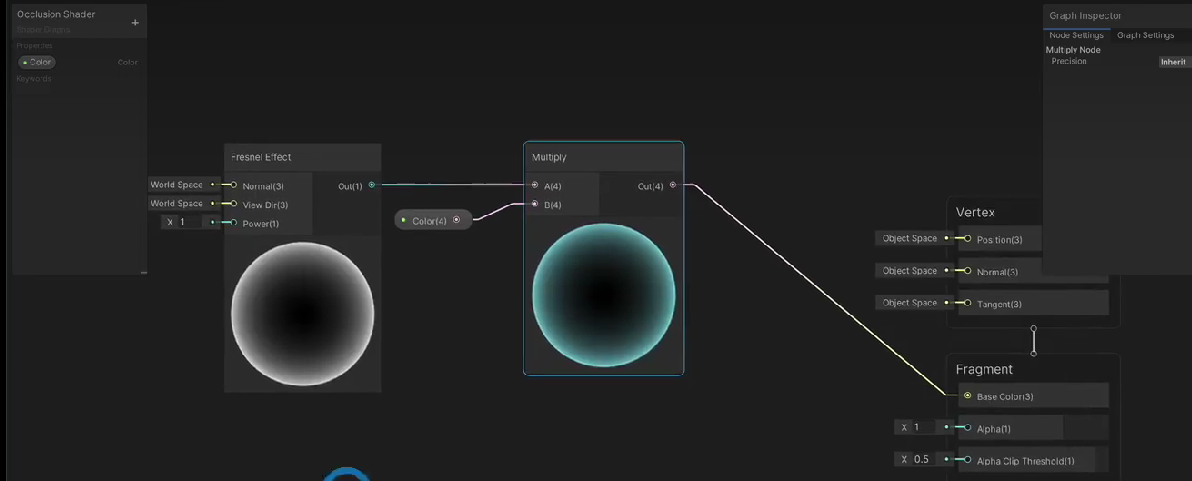 Occlusion Shader
+
Shader Graphs
Properties
Color Color
Keywords
Graph Inspector
Node Settings Graph Settings
Multiply Node
Precision Inherit
Fresnel Effect
World Space Normal(3) Out(1)
World Space View Dir(3)
X 1 Power(1)
Color(4)
Multiply
A(4) Out(4)
B(4)
Vertex
Object Space Position(3)
Object Space Normal(3)
Object Space Tangent(3)
Fragment
Base Color(3)
X 1 Alpha(1)
X 0.5 Alpha Clip Threshold(1)